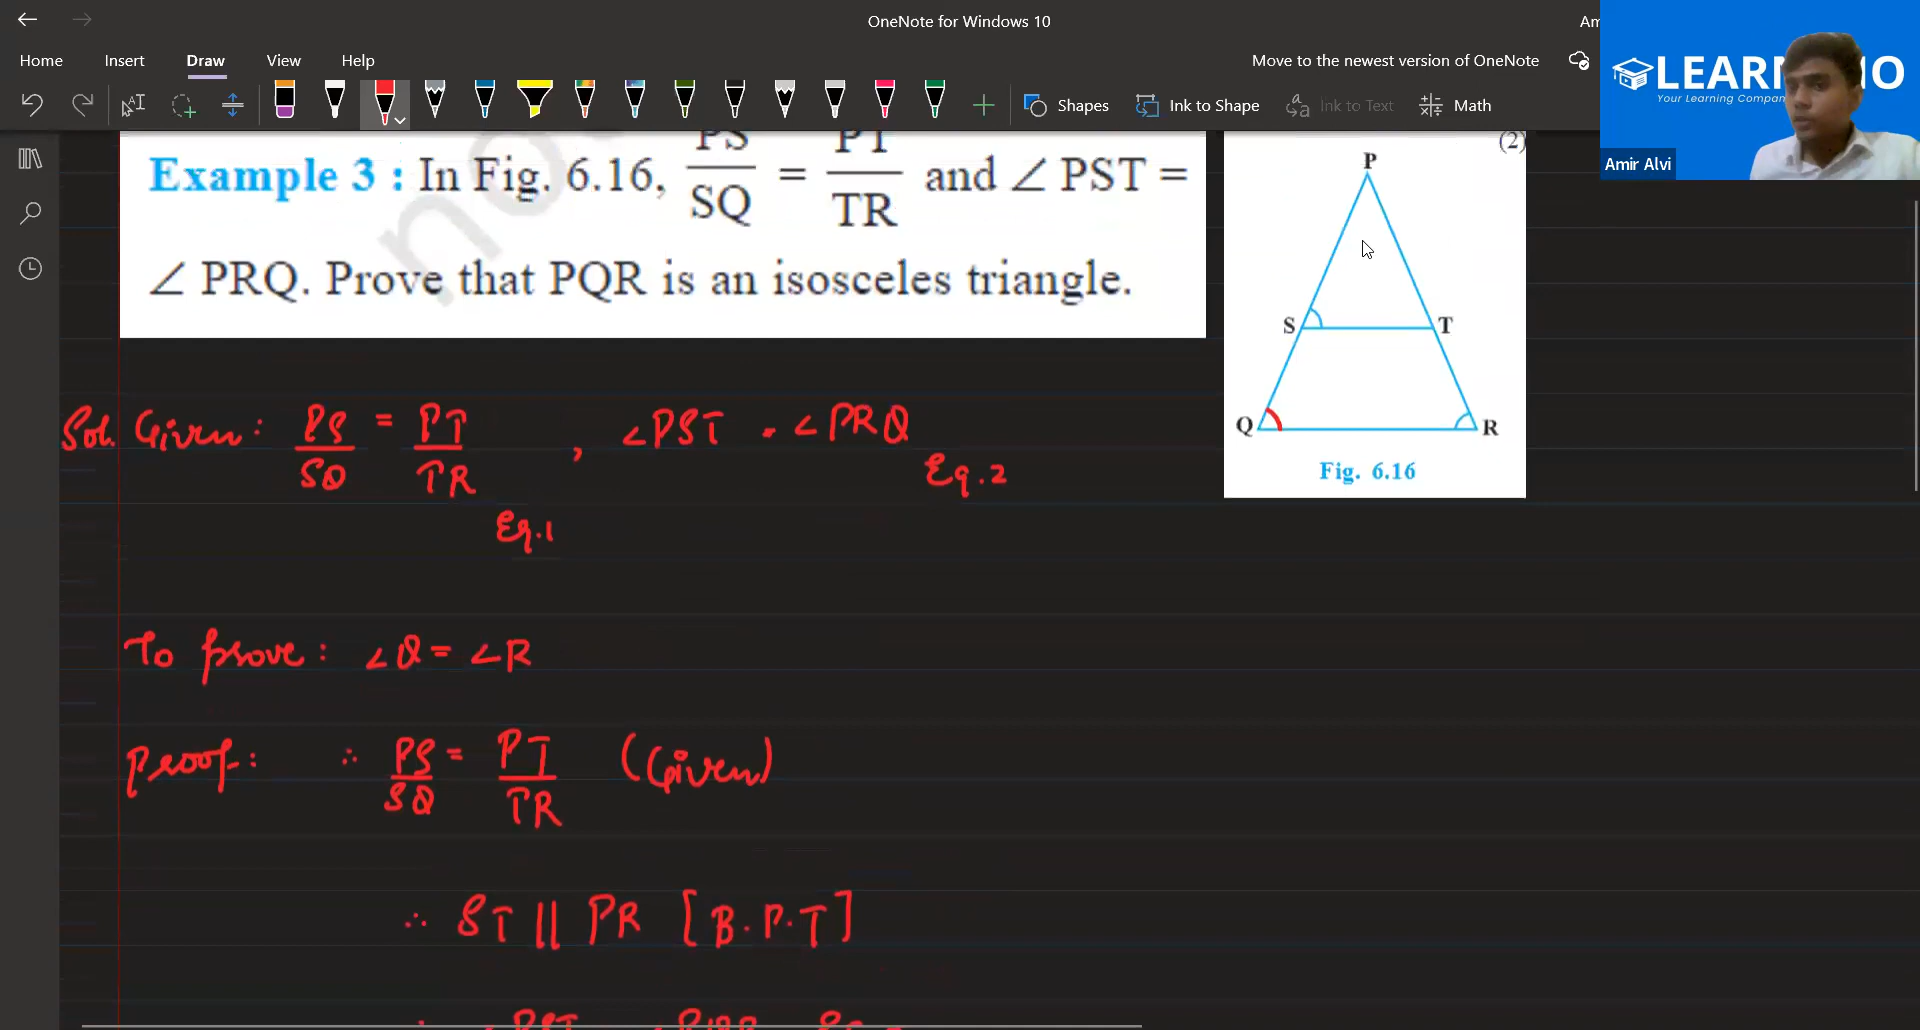 OneNote for Windows 10
Am
Home Insert Draw View Help
Move to the newest version of OneNote
Shapes Ink to Shape Ink to Text Math
LEARN O
Your Learning Compan
Amir Alvi
Example 3 : In Fig. 6.16, PS/SQ = PT/TR and ∠ PST =
∠ PRQ. Prove that PQR is an isosceles triangle.
(2)
P
S T
Q R
Fig. 6.16
Sol. Given: PS/SQ = PT/TR , ∠PST = ∠PRQ
Eq.2
Eq.1
To prove: ∠Q = ∠R
Proof: ∵ PS/SQ = PT/TR (Given)
∴ ST || PR [B.P.T]